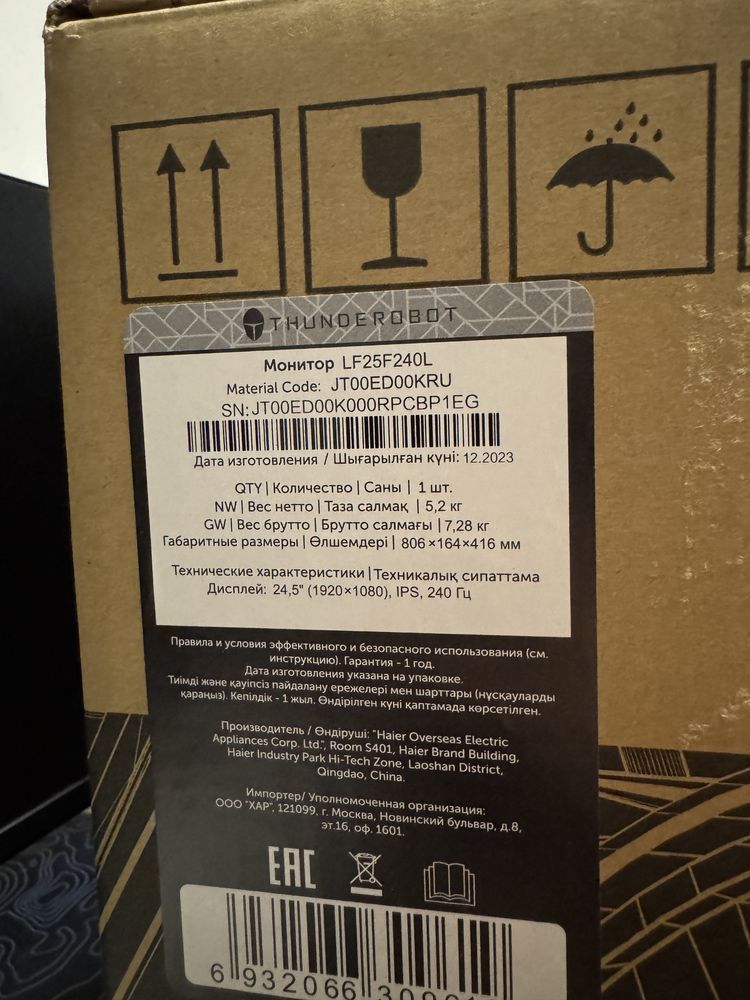 THUNDEROBOT
Монитор LF25F240L
Material Code: JT00ED00KRU
SN:JT00ED00K000RPCBP1EG
Дата изготовления / Шығарылған күні: 12.2023
QTY | Количество | Саны | 1 шт.
NW | Вес нетто | Таза салмақ | 5,2 кг
GW | Вес брутто | Брутто салмағы | 7,28 кг
Габаритные размеры | Өлшемдері | 806×164×416 мм
Технические характеристики | Техникалық сипаттама
Дисплей: 24,5" (1920×1080), IPS, 240 Гц
Правила и условия эффективного и безопасного использования (см.
инструкцию). Гарантия - 1 год.
Дата изготовления указана на упаковке.
Тиімді және қауіпсіз пайдалану ережелері мен шарттары (нұсқауларды
қараңыз). Кепілдік - 1 жыл. Өндірілген күні қаптамада көрсетілген.
Производитель / Өндіруші: "Haier Overseas Electric
Appliances Corp. Ltd.", Room S401, Haier Brand Building,
Haier Industry Park Hi-Tech Zone, Laoshan District,
Qingdao, China.
Импортер/ Уполномоченная организация:
ООО "ХАР", 121099, г. Москва, Новинский бульвар, д.8,
эт.16, оф. 1601.
EAC
6 932066